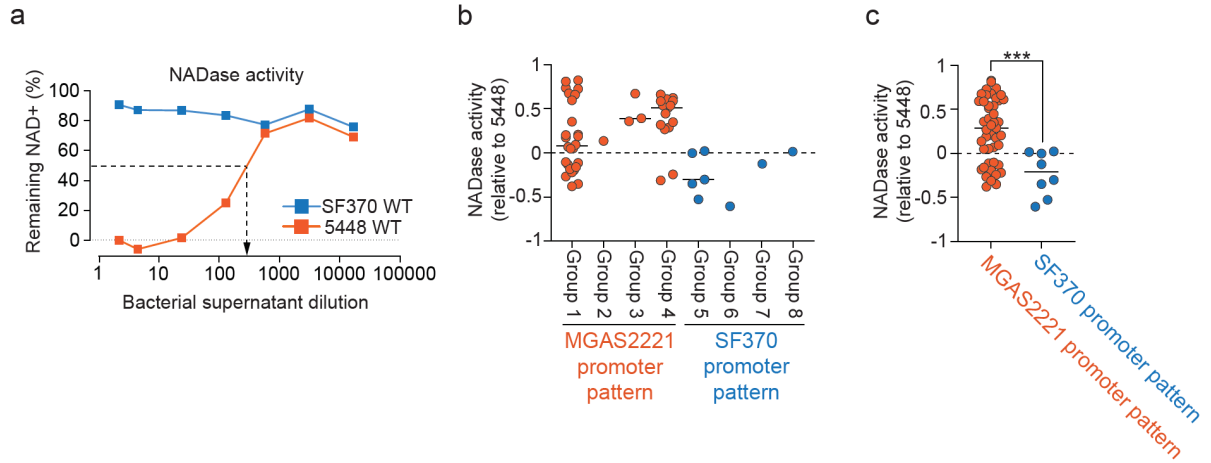 a
NADase activity
Remaining NAD+ (%)
100
80
60
40
20
0
SF370 WT
5448 WT
1
10
100
1000
10000
100000
Bacterial supernatant dilution
b
NADase activity
(relative to 5448)
1
0.5
0
-0.5
-1
Group 1
Group 2
Group 3
Group 4
Group 5
Group 6
Group 7
Group 8
MGAS2221
promoter
pattern
SF370
promoter
pattern
c
NADase activity
(relative to 5448)
1
0.5
0
-0.5
-1
***
MGAS2221 promoter pattern
SF370 promoter pattern